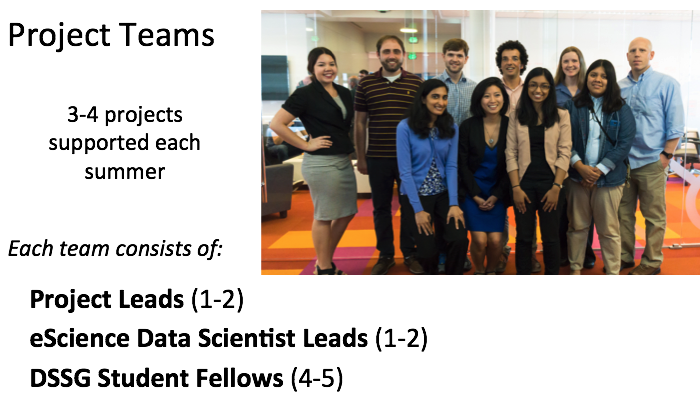 Project Teams
3-4 projects
supported each
summer
Each team consists of:
Project Leads (1-2)
eScience Data Scientist Leads (1-2)
DSSG Student Fellows (4-5)